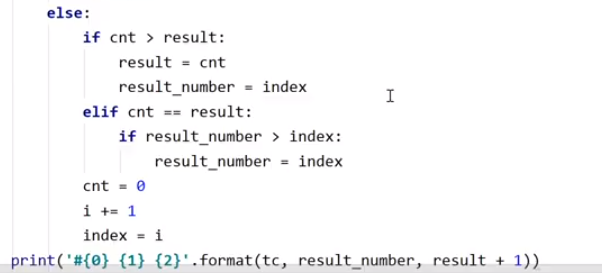 else:
if cnt > result:
result = cnt
result_number = index
elif cnt == result:
if result_number > index:
result_number = index
cnt = 0
i += 1
index = i
print('#{0} {1} {2}'.format(tc, result_number, result + 1))